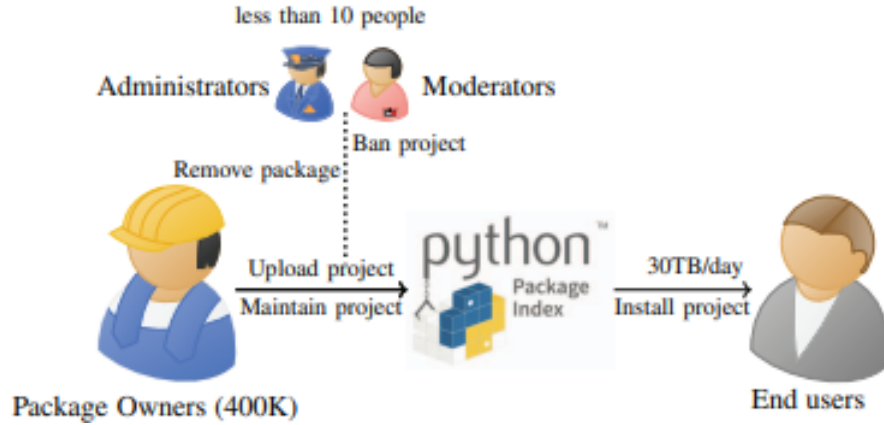 less than 10 people
Administrators
Moderators
Ban project
Remove package
Upload project
Maintain project
python™
Package
Index
30TB/day
Install project
Package Owners (400K)
End users